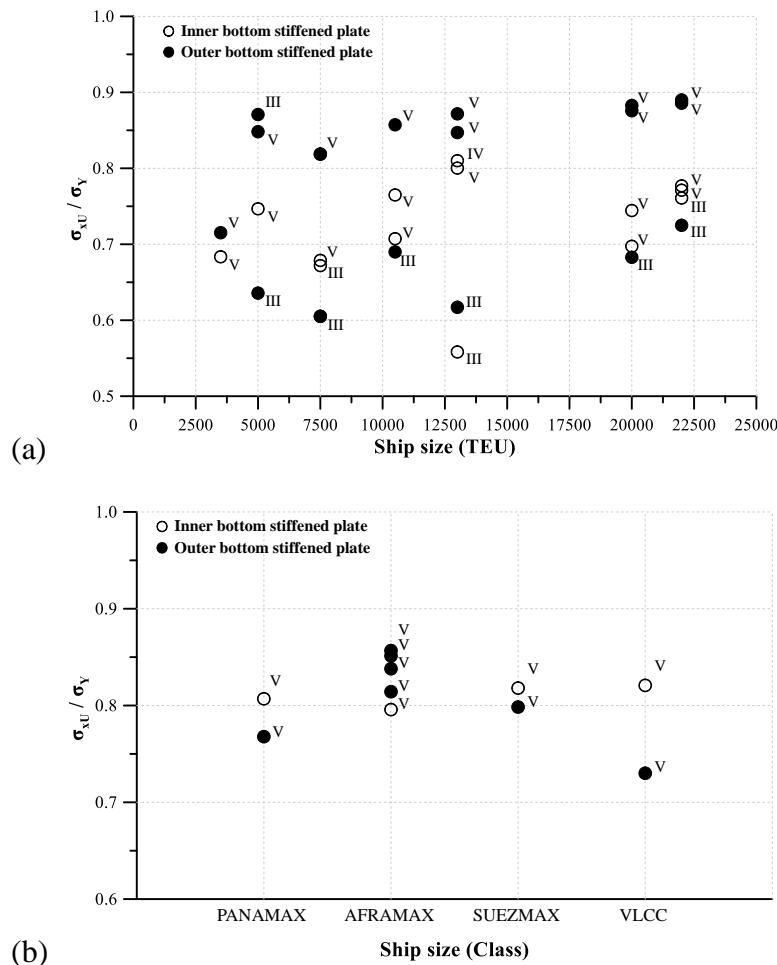 1.0
Inner bottom stiffened plate
Outer bottom stiffened plate
0.9
III
V
V
V
V
V
V
V
V
V
0.8
IV
V
V
V
V
V
III
σxU / σY
0.7
V
V
V
V
III
III
V
III
0.6
III
III
III
III
0.5
0 2500 5000 7500 10000 12500 15000 17500 20000 22500 25000
(a)
Ship size (TEU)
1.0
Inner bottom stiffened plate
Outer bottom stiffened plate
0.9
V
V
V
V
V
V
V
V
V
0.8
V
V
σxU / σY
0.7
0.6
PANAMAX AFRAMAX SUEZMAX VLCC
(b)
Ship size (Class)